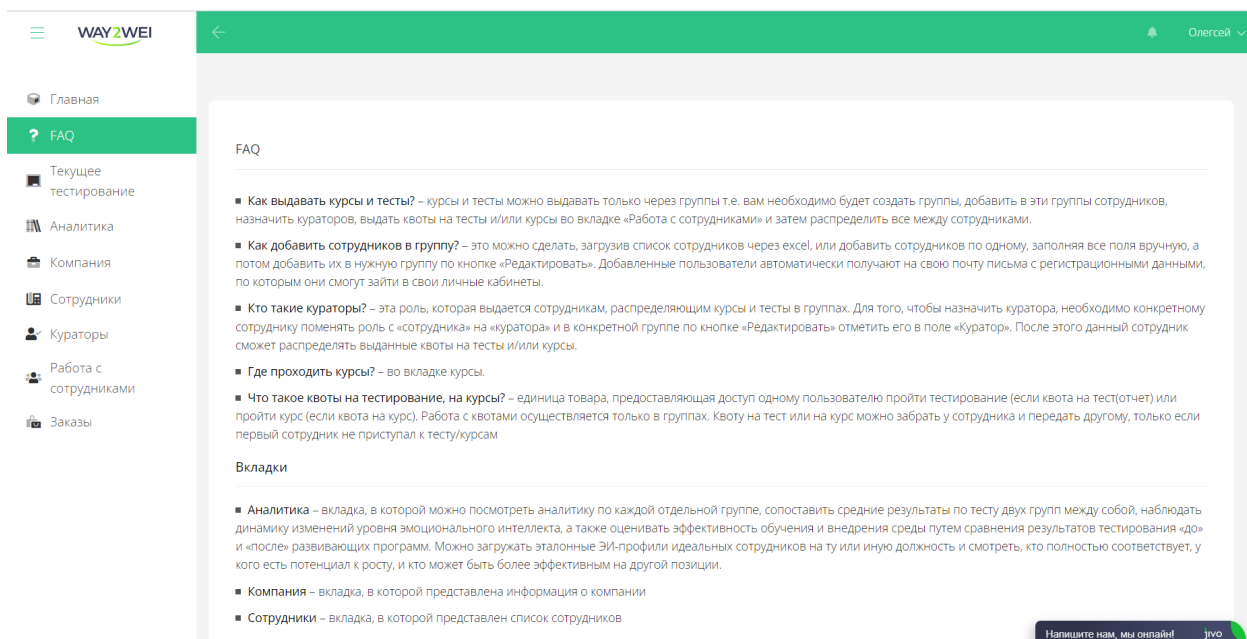 WAY2WEI
Олегсей
Главная
FAQ
Текущее
тестирование
Аналитика
Компания
Сотрудники
Кураторы
Работа с
сотрудниками
Заказы
FAQ
Как выдавать курсы и тесты? – курсы и тесты можно выдавать только через группы т.е. вам необходимо будет создать группы, добавить в эти группы сотрудников,
назначить кураторов, выдать квоты на тесты и/или курсы во вкладке «Работа с сотрудниками» и затем распределить все между сотрудниками.
Как добавить сотрудников в группу? – это можно сделать, загрузив список сотрудников через excel, или добавить сотрудников по одному, заполняя все поля вручную, а
потом добавить их в нужную группу по кнопке «Редактировать». Добавленные пользователи автоматически получают на свою почту письма с регистрационными данными,
по которым они смогут зайти в свои личные кабинеты.
Кто такие кураторы? – эта роль, которая выдается сотрудникам, распределяющим курсы и тесты в группах. Для того, чтобы назначить куратора, необходимо конкретному
сотруднику поменять роль с «сотрудника» на «куратора» и в конкретной группе по кнопке «Редактировать» отметить его в поле «Куратор». После этого данный сотрудник
сможет распределять выданные квоты на тесты и/или курсы.
Где проходить курсы? – во вкладке курсы.
Что такое квоты на тестирование, на курсы? – единица товара, предоставляющая доступ одному пользователю пройти тестирование (если квота на тест(отчет) или
пройти курс (если квота на курс). Работа с квотами осуществляется только в группах. Квоту на тест или на курс можно забрать у сотрудника и передать другому, только если
первый сотрудник не приступал к тесту/курсам
Вкладки
Аналитика – вкладка, в которой можно посмотреть аналитику по каждой отдельной группе, сопоставить средние результаты по тесту двух групп между собой, наблюдать
динамику изменений уровня эмоционального интеллекта, а также оценивать эффективность обучения и внедрения среды путем сравнения результатов тестирования «до»
и «после» развивающих программ. Можно загружать эталонные ЭИ-профили идеальных сотрудников на ту или иную должность и смотреть, кто полностью соответствует, у
кого есть потенциал к росту, и кто может быть более эффективным на другой позиции.
Компания – вкладка, в которой представлена информация о компании
Сотрудники – вкладка, в которой представлен список сотрудников
Напишите нам, мы онлайн! jivo